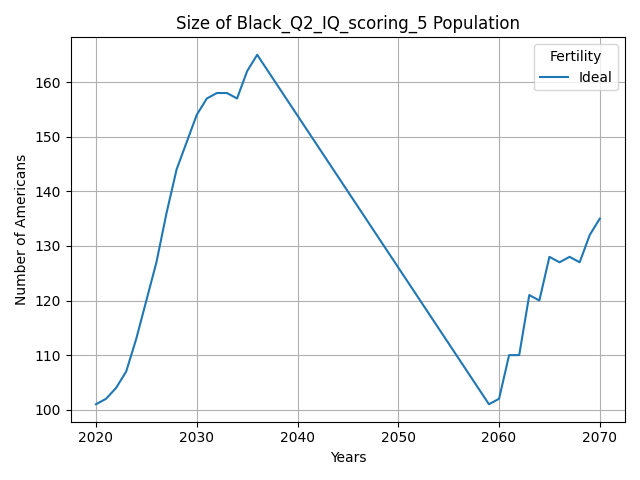 Size of Black_Q2_IQ_scoring_5 Population
Fertility
Ideal
Number of Americans
160
150
140
130
120
110
100
2020 2030 2040 2050 2060 2070
Years